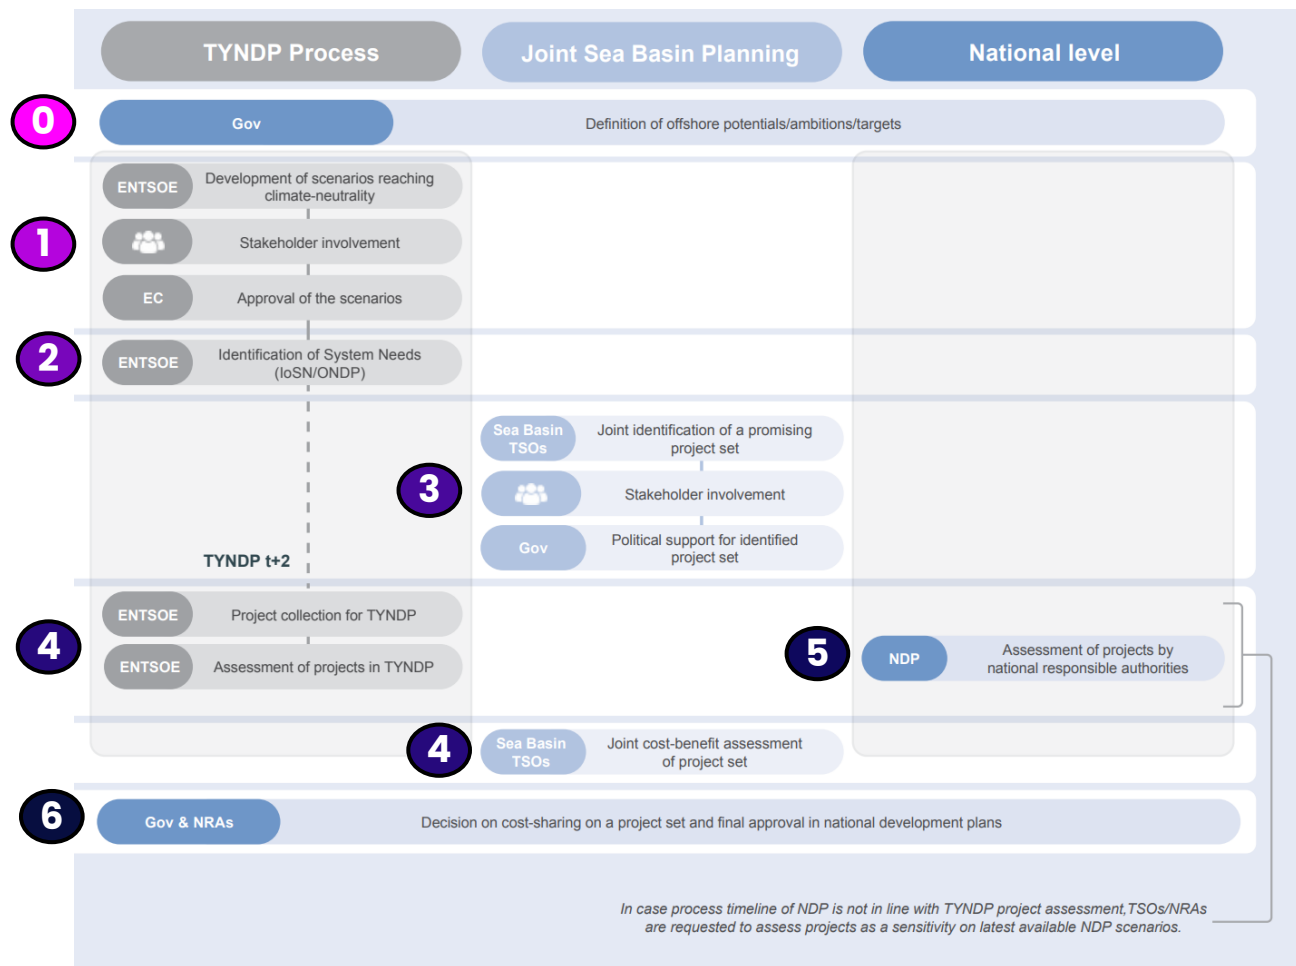 TYNDP Process
Joint Sea Basin Planning
National level
0
Gov
Definition of offshore potentials/ambitions/targets
1
ENTSOE
Development of scenarios reaching
climate-neutrality
Stakeholder involvement
EC
Approval of the scenarios
2
ENTSOE
Identification of System Needs
(IoSN/ONDP)
3
Sea Basin
TSOs
Joint identification of a promising
project set
Stakeholder involvement
Gov
Political support for identified
project set
TYNDP t+2
4
ENTSOE
Project collection for TYNDP
ENTSOE
Assessment of projects in TYNDP
5
NDP
Assessment of projects by
national responsible authorities
4
Sea Basin
TSOs
Joint cost-benefit assessment
of project set
6
Gov & NRAs
Decision on cost-sharing on a project set and final approval in national development plans
In case process timeline of NDP is not in line with TYNDP project assessment,TSOs/NRAs
are requested to assess projects as a sensitivity on latest available NDP scenarios.